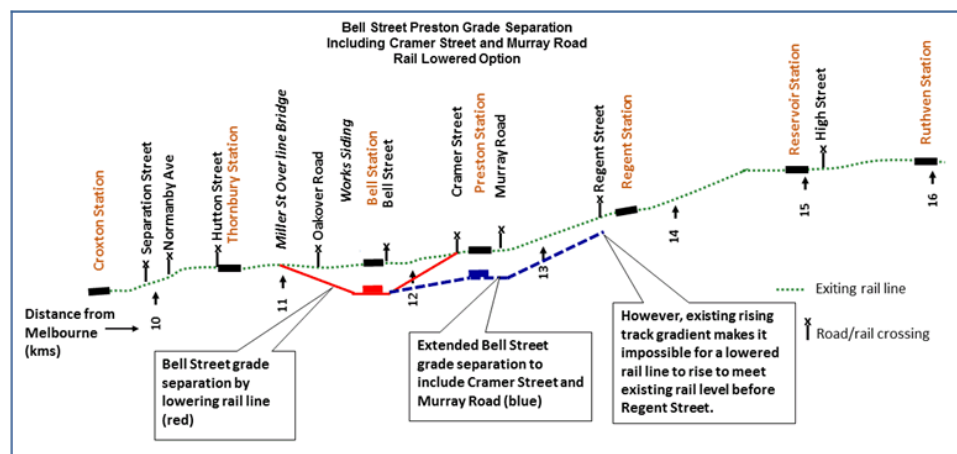 Bell Street Preston Grade Separation
Including Cramer Street and Murray Road
Rail Lowered Option
Croxton Station
Separation Street
Normanby Ave
Hutton Street
Thornbury Station
Miller St Over line Bridge
Oakover Road
Works Siding
Bell Station
Bell Street
Cramer Street
Preston Station
Murray Road
Regent Street
Regent Station
Reservoir Station
High Street
Ruthven Station
Distance from
Melbourne
(kms)
10
11
12
13
14
15
16
Bell Street grade
separation by
lowering rail line
(red)
Extended Bell Street
grade separation to
include Cramer Street and
Murray Road (blue)
However, existing rising
track gradient makes it
impossible for a lowered
rail line to rise to meet
existing rail level before
Regent Street.
Exiting rail line
x
Road/rail crossing